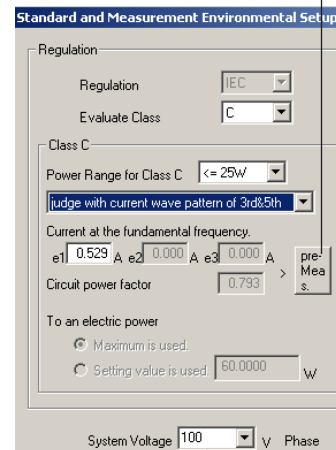 Standard and Measurement Environmental Setup
Regulation
Regulation IEC
Evaluate Class C
Class C
Power Range for Class C <= 25W
judge with current wave pattern of 3rd&5th
Current at the fundamental frequency.
e1 0.529 A e2 0.000 A e3 0.000 A
> pre-Meas.
Circuit power factor 0.793
To an electric power
Maximum is used.
Setting value is used. 60.0000 W
System Voltage 100 V Phase